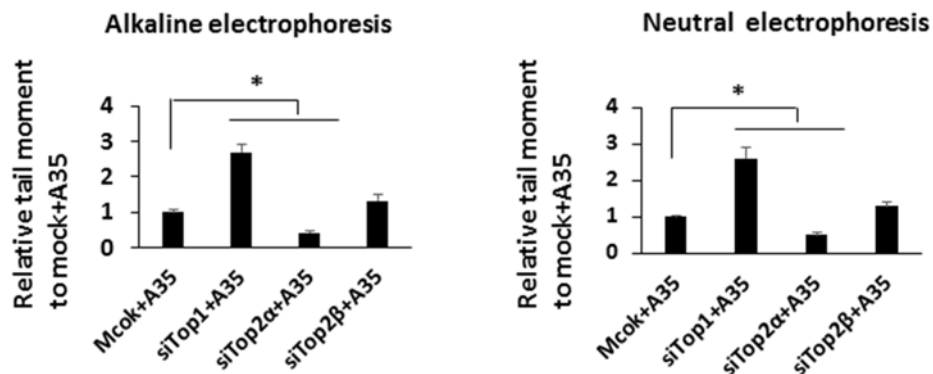 Alkaline electrophoresis
Relative tail moment
to mock+A35
*
4
3
2
1
0
Mcok+A35
siTop1+A35
siTop2α+A35
siTop2β+A35
Neutral electrophoresis
Relative tail moment
to mock+A35
*
4
3
2
1
0
Mcok+A35
siTop1+A35
siTop2α+A35
siTop2β+A35